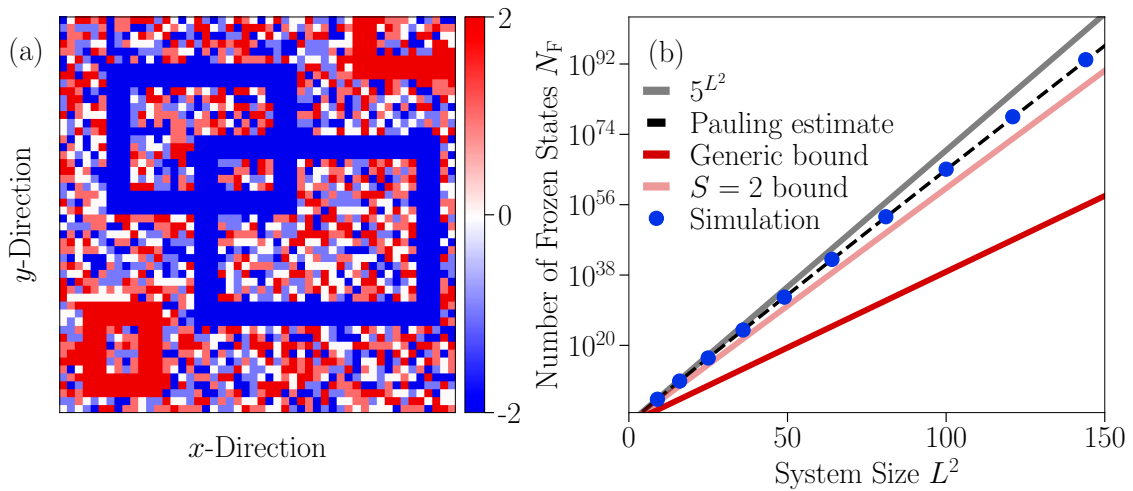 (a)
y-Direction
x-Direction
2
0
-2
(b)
Number of Frozen States N_F
10^92
10^74
10^56
10^38
10^20
5^{L^2}
Pauling estimate
Generic bound
S = 2 bound
Simulation
0
50
100
150
System Size L^2